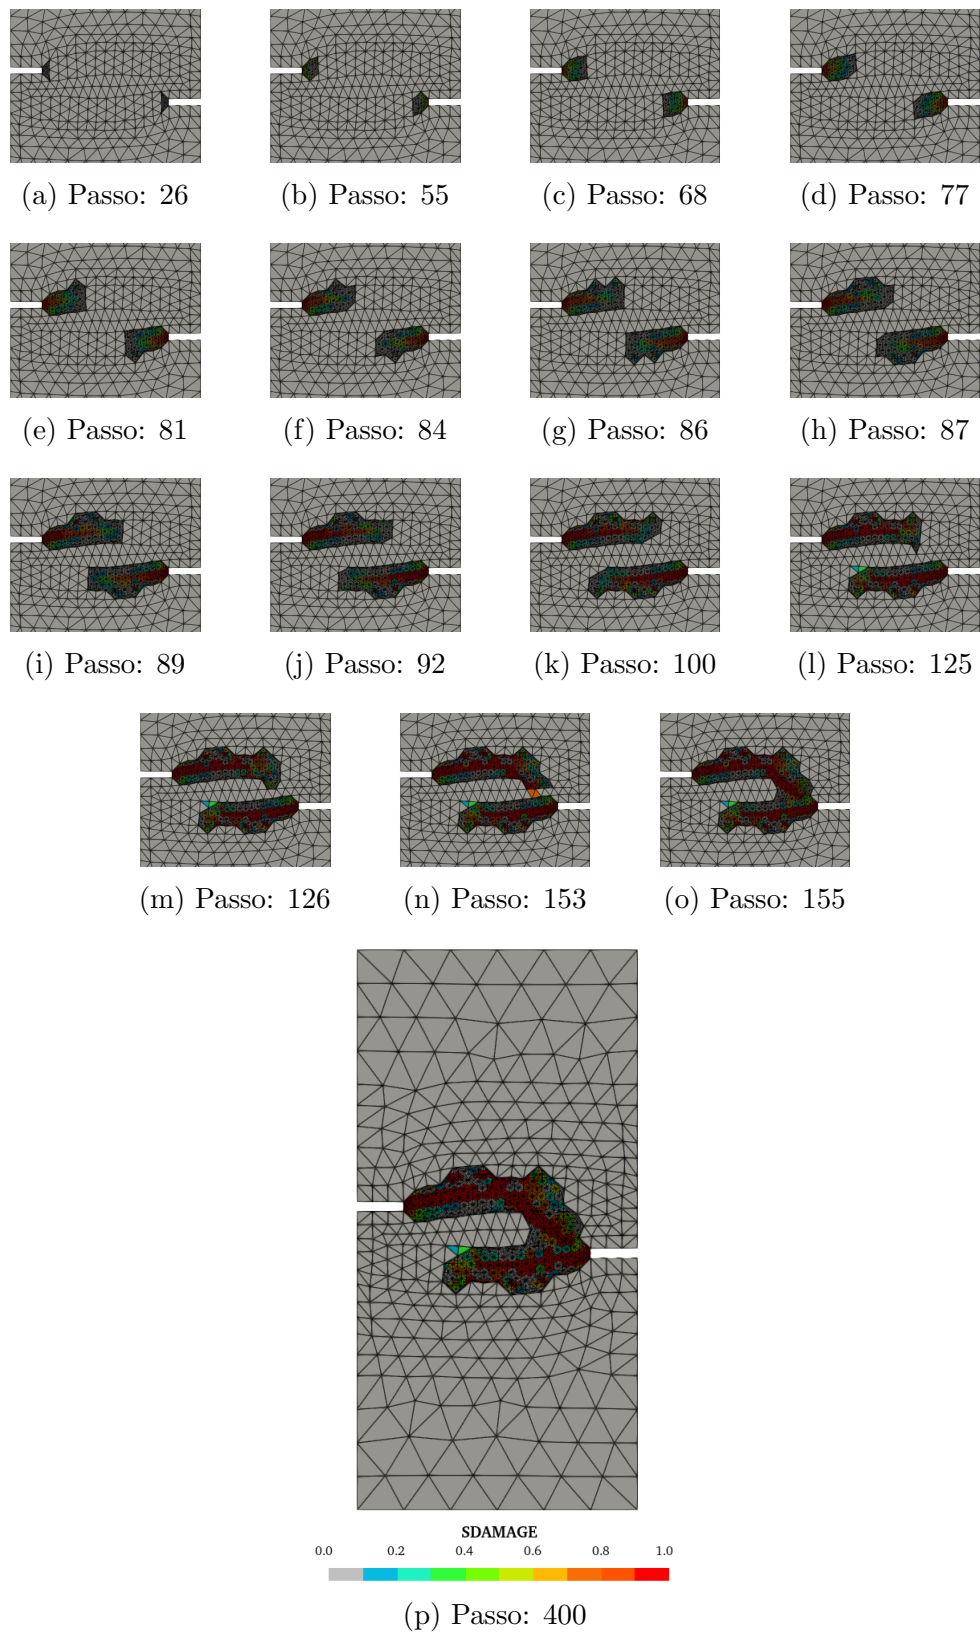 (a) Passo: 26
(b) Passo: 55
(c) Passo: 68
(d) Passo: 77
(e) Passo: 81
(f) Passo: 84
(g) Passo: 86
(h) Passo: 87
(i) Passo: 89
(j) Passo: 92
(k) Passo: 100
(l) Passo: 125
(m) Passo: 126
(n) Passo: 153
(o) Passo: 155
SDAMAGE
0.0 0.2 0.4 0.6 0.8 1.0
(p) Passo: 400